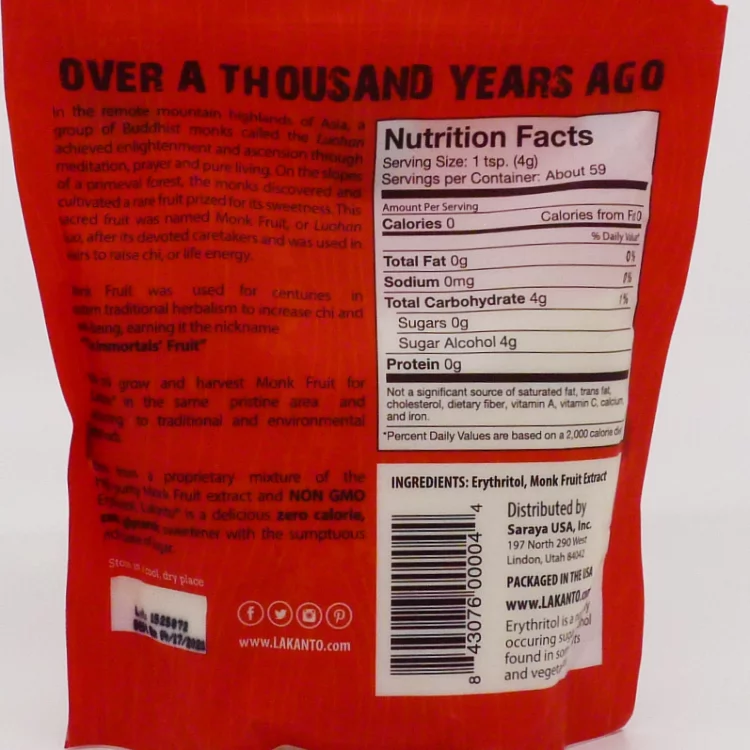 OVER A THOUSAND YEARS AGO
In the remote mountain highlands of Asia, a
group of Buddhist monks called the Luohan
achieved enlightenment and ascension through
meditation, prayer and pure living. On the slopes
of a primeval forest, the monks discovered and
cultivated a rare fruit prized for its sweetness. This
sacred fruit was named Monk Fruit, or Luohan
after its devoted caretakers and was used in
to raise chi, or life energy.
Fruit was used for centuries in
traditional herbalism to increase chi and
earning it the nickname
Immortals' Fruit"
grow and harvest Monk Fruit for
in the same pristine area and
to traditional and environmental
a proprietary mixture of the
Monk Fruit extract and NON GMO
is a delicious zero calorie,
sweetener with the sumptuous
Store in cool, dry place
www.LAKANTO.com
Nutrition Facts
Serving Size: 1 tsp. (4g)
Servings per Container: About 59
Amount Per Serving
Calories 0 Calories from 0
% Daily
Total Fat 0g 0%
Sodium 0mg
Total Carbohydrate 4g
Sugars 0g
Sugar Alcohol 4g
Protein 0g
Not a significant source of saturated fat, trans fat,
cholesterol, dietary fiber, vitamin A, vitamin C, calcium,
and iron.
*Percent Daily Values are based on a 2,000 calorie
INGREDIENTS: Erythritol, Monk Fruit Extract
8 43076 00004 4
Distributed by
Saraya USA, Inc.
197 North 290 West
Lindon, Utah 84042
PACKAGED IN THE USA
www.LAKANTO.com
Erythritol is a
occuring
found in
and